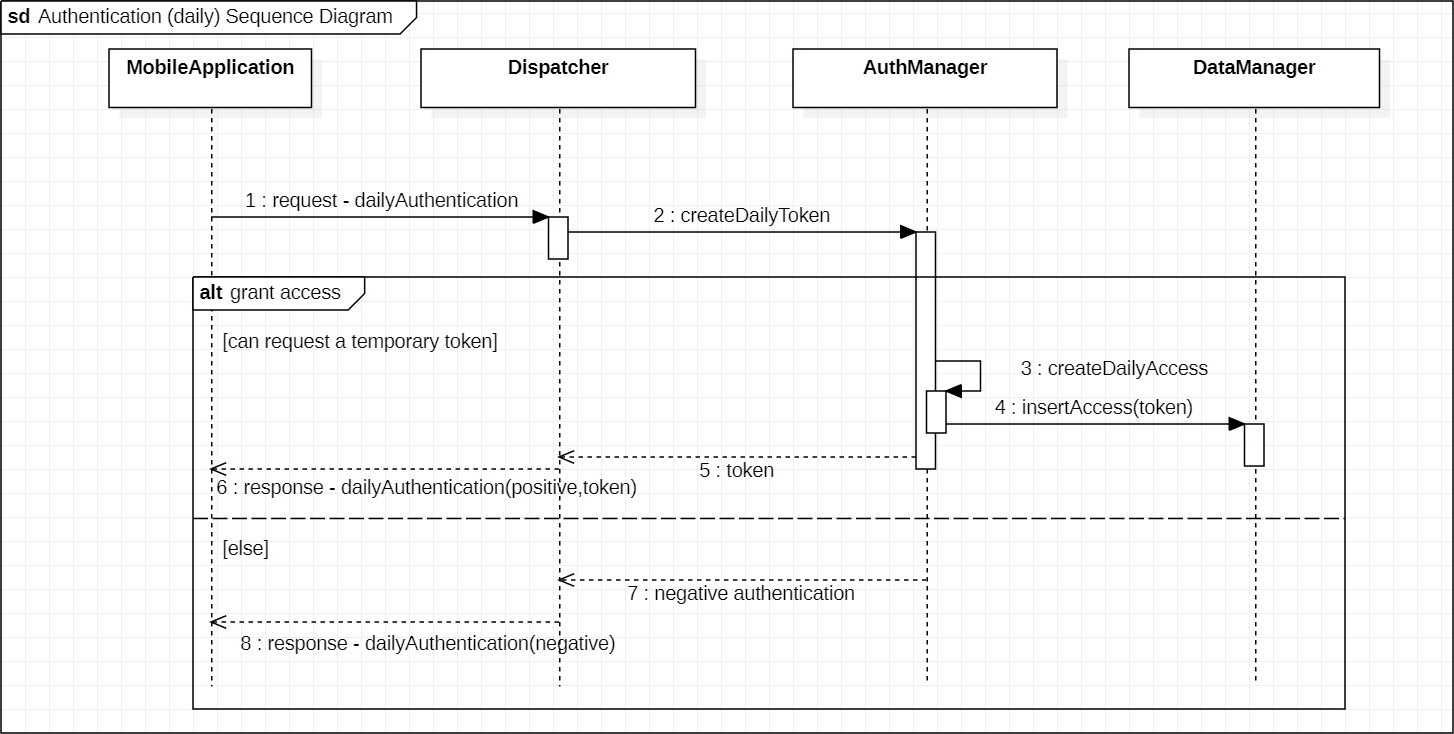 sd Authentication (daily) Sequence Diagram
MobileApplication
Dispatcher
AuthManager
DataManager
1 : request - dailyAuthentication
2 : createDailyToken
alt grant access
[can request a temporary token]
3 : createDailyAccess
4 : insertAccess(token)
5 : token
6 : response - dailyAuthentication(positive,token)
[else]
7 : negative authentication
8 : response - dailyAuthentication(negative)